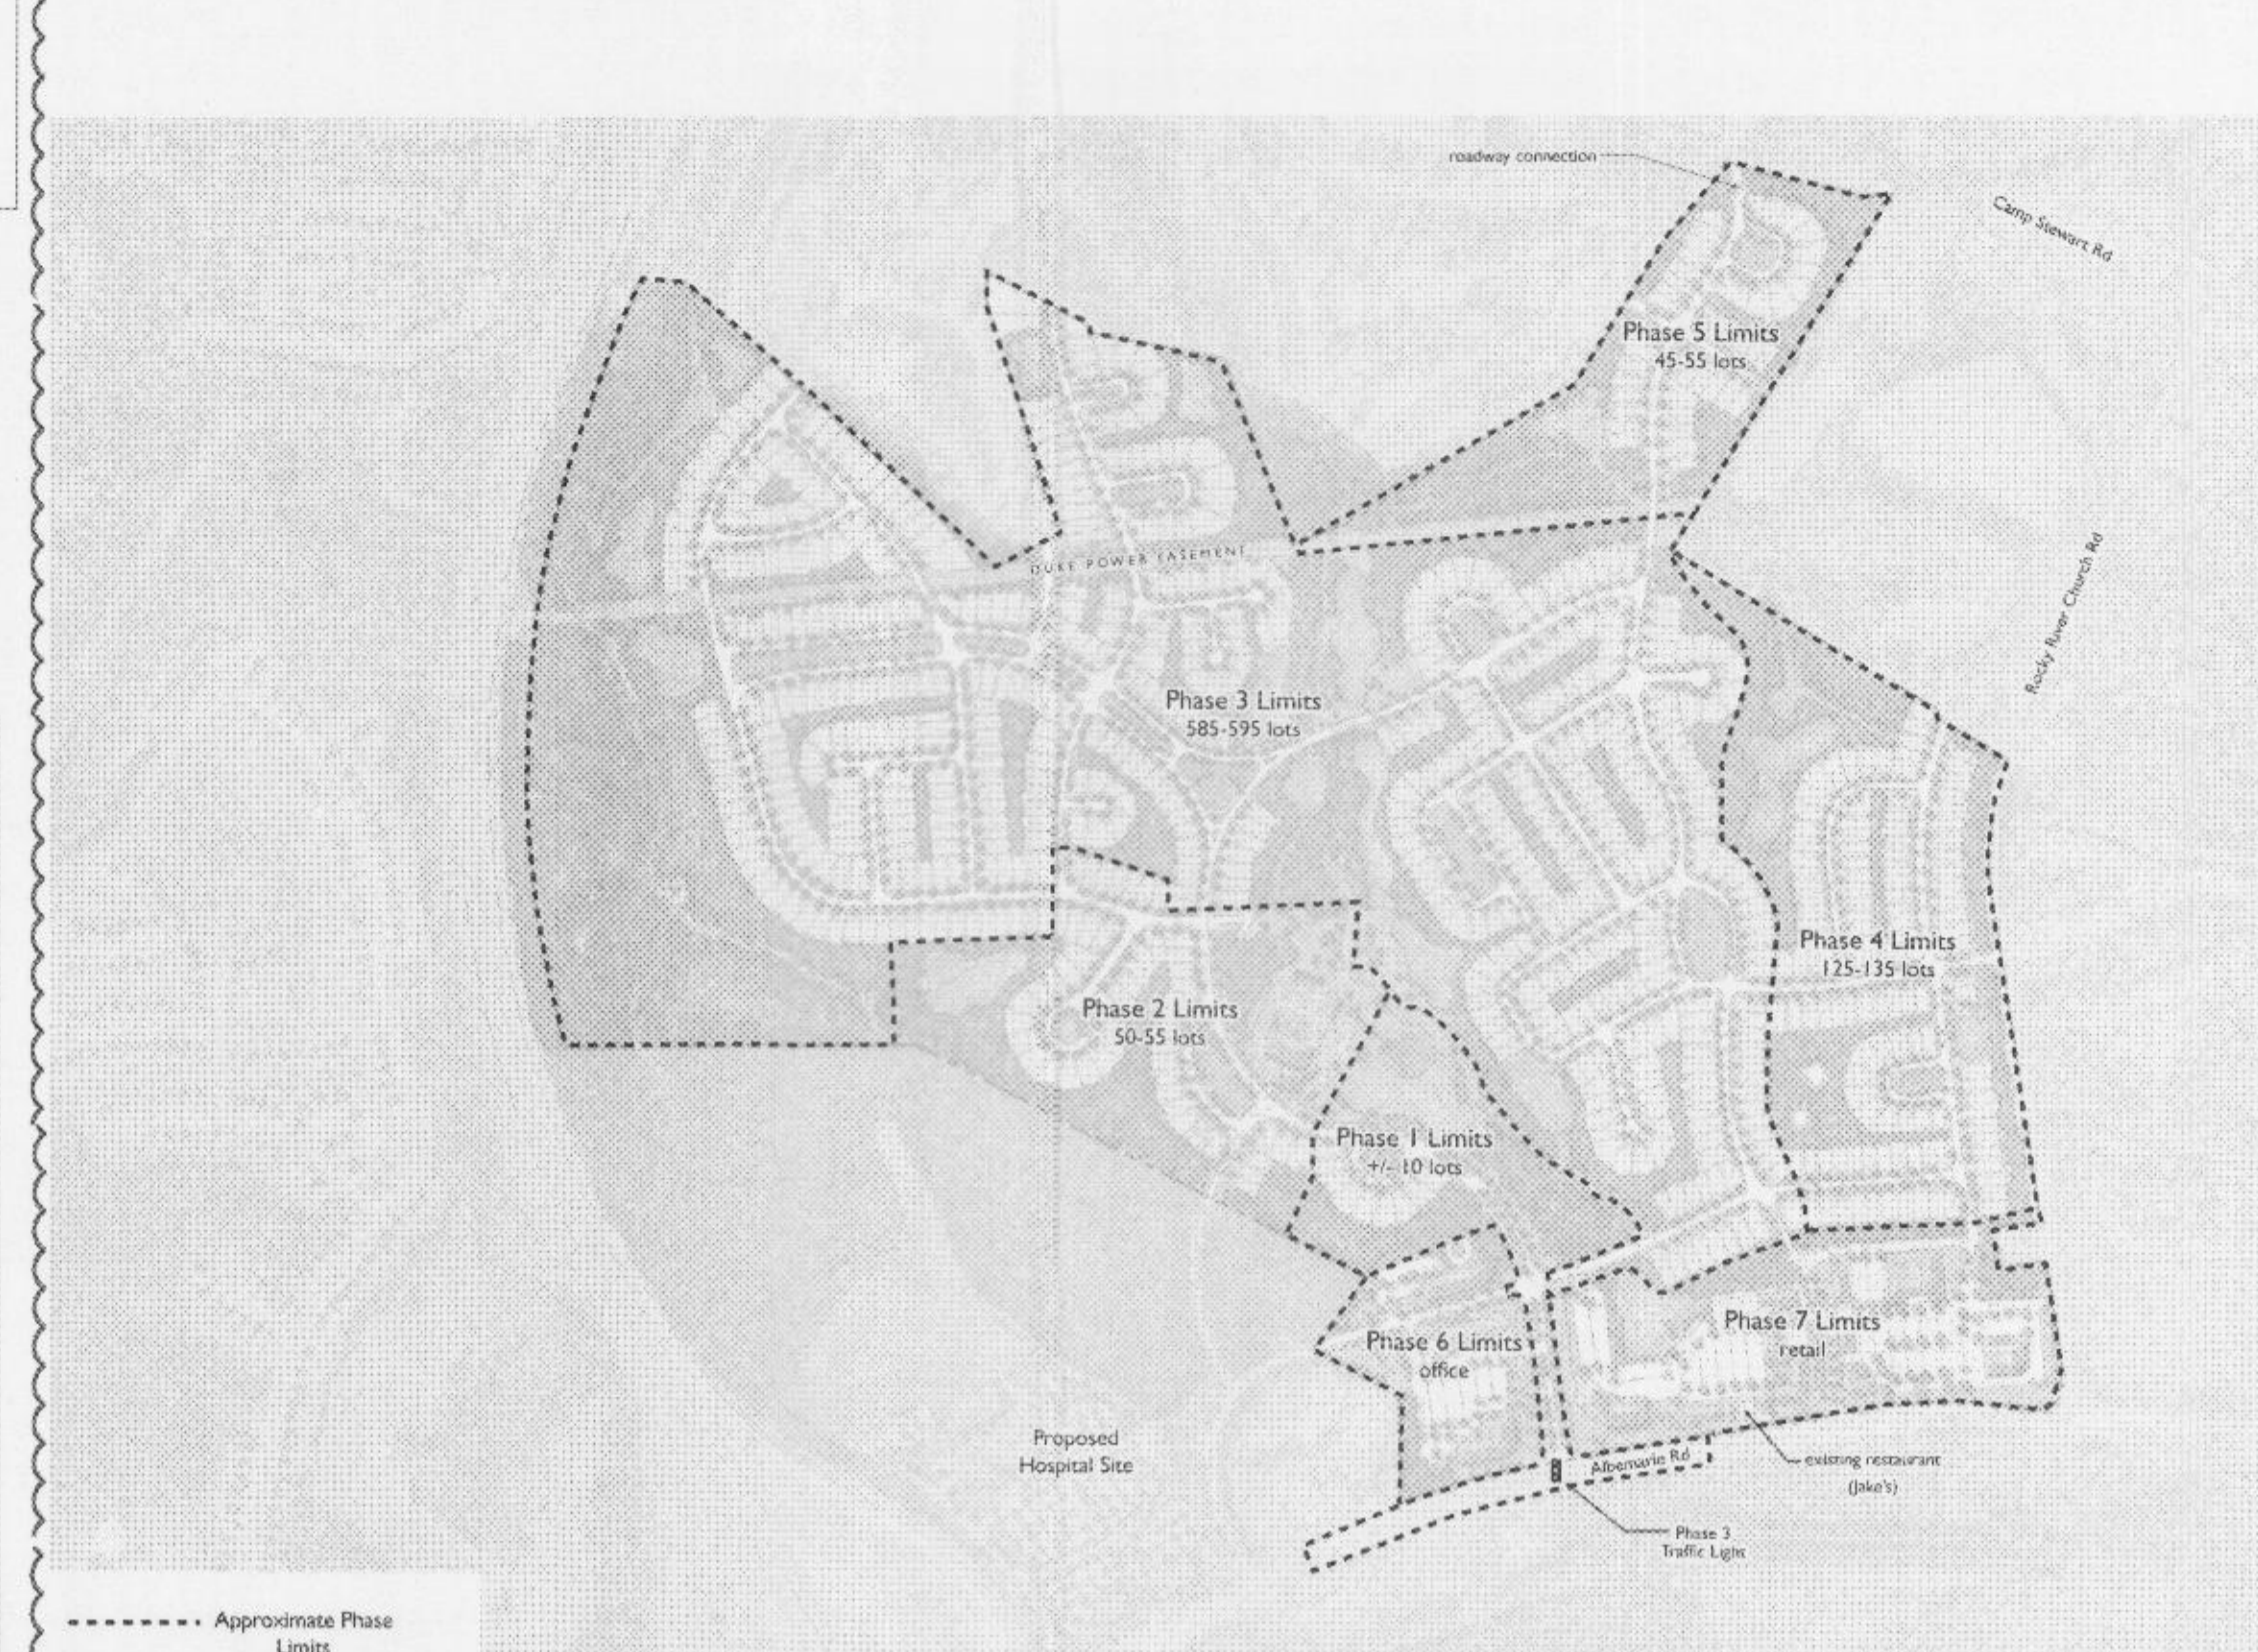 roadway connection
Camp Stewart Rd
Phase 5 Limits
45-55 lots
DUKE POWER EASEMENT
Rocky River Church Rd
Phase 3 Limits
585-595 lots
Phase 4 Limits
125-135 lots
Phase 2 Limits
50-55 lots
Phase 1 Limits
+/- 10 lots
Phase 7 Limits
retail
Phase 6 Limits
office
Proposed
Hospital Site
Albemarle Rd
existing restaurant
(Jake's)
Phase 3
Traffic Light
Approximate Phase
Limits